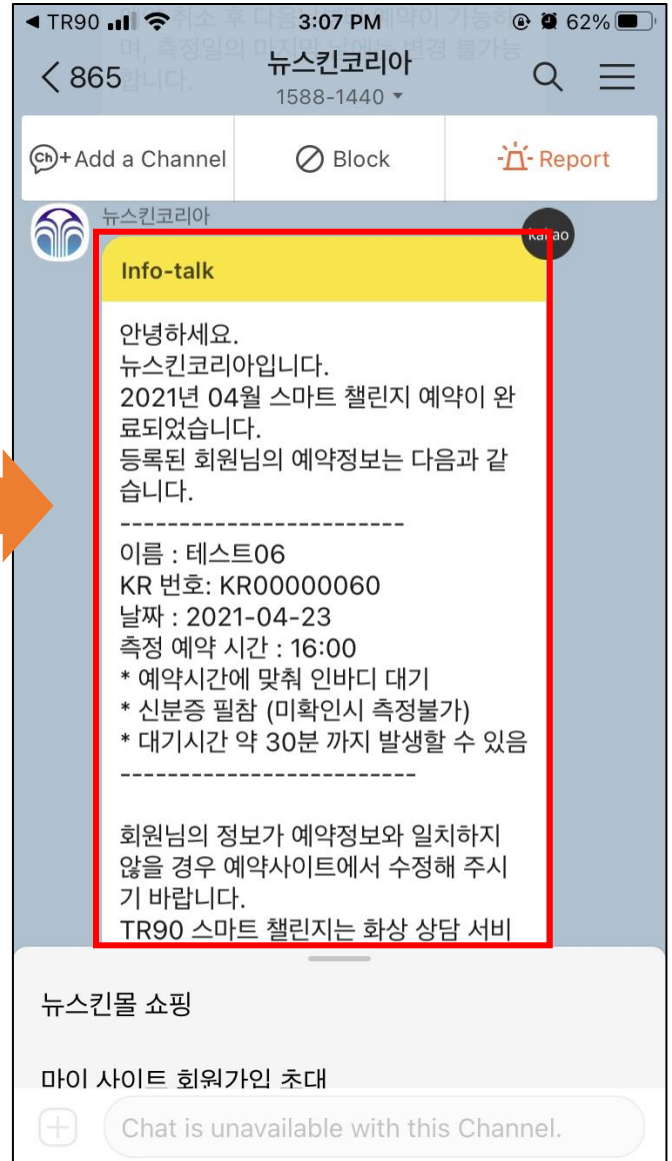 TR90 3:07 PM 62%
865 뉴스킨코리아
1588-1440
Ch+ Add a Channel Block Report
뉴스킨코리아
kakao
Info-talk
안녕하세요.
뉴스킨코리아입니다.
2021년 04월 스마트 챌린지 예약이 완
료되었습니다.
등록된 회원님의 예약정보는 다음과 같
습니다.
------------------------
이름 : 테스트06
KR 번호: KR00000060
날짜 : 2021-04-23
측정 예약 시간 : 16:00
* 예약시간에 맞춰 인바디 대기
* 신분증 필참 (미확인시 측정불가)
* 대기시간 약 30분 까지 발생할 수 있음
-------------------------
회원님의 정보가 예약정보와 일치하지
않을 경우 예약사이트에서 수정해 주시
기 바랍니다.
TR90 스마트 챌린지는 화상 상담 서비
뉴스킨몰 쇼핑
마이 사이트 회원가입 초대
Chat is unavailable with this Channel.